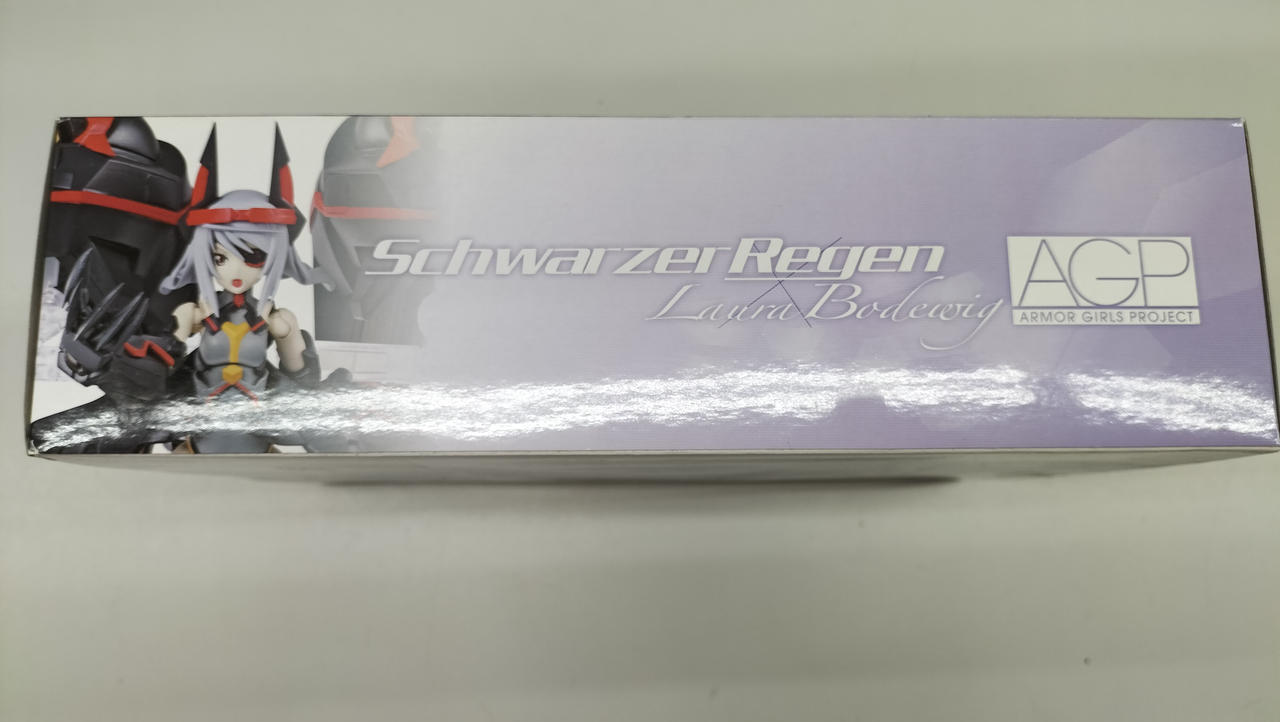 Schwarzer Regen
×
Laura Bodewig
AGP
ARMOR GIRLS PROJECT